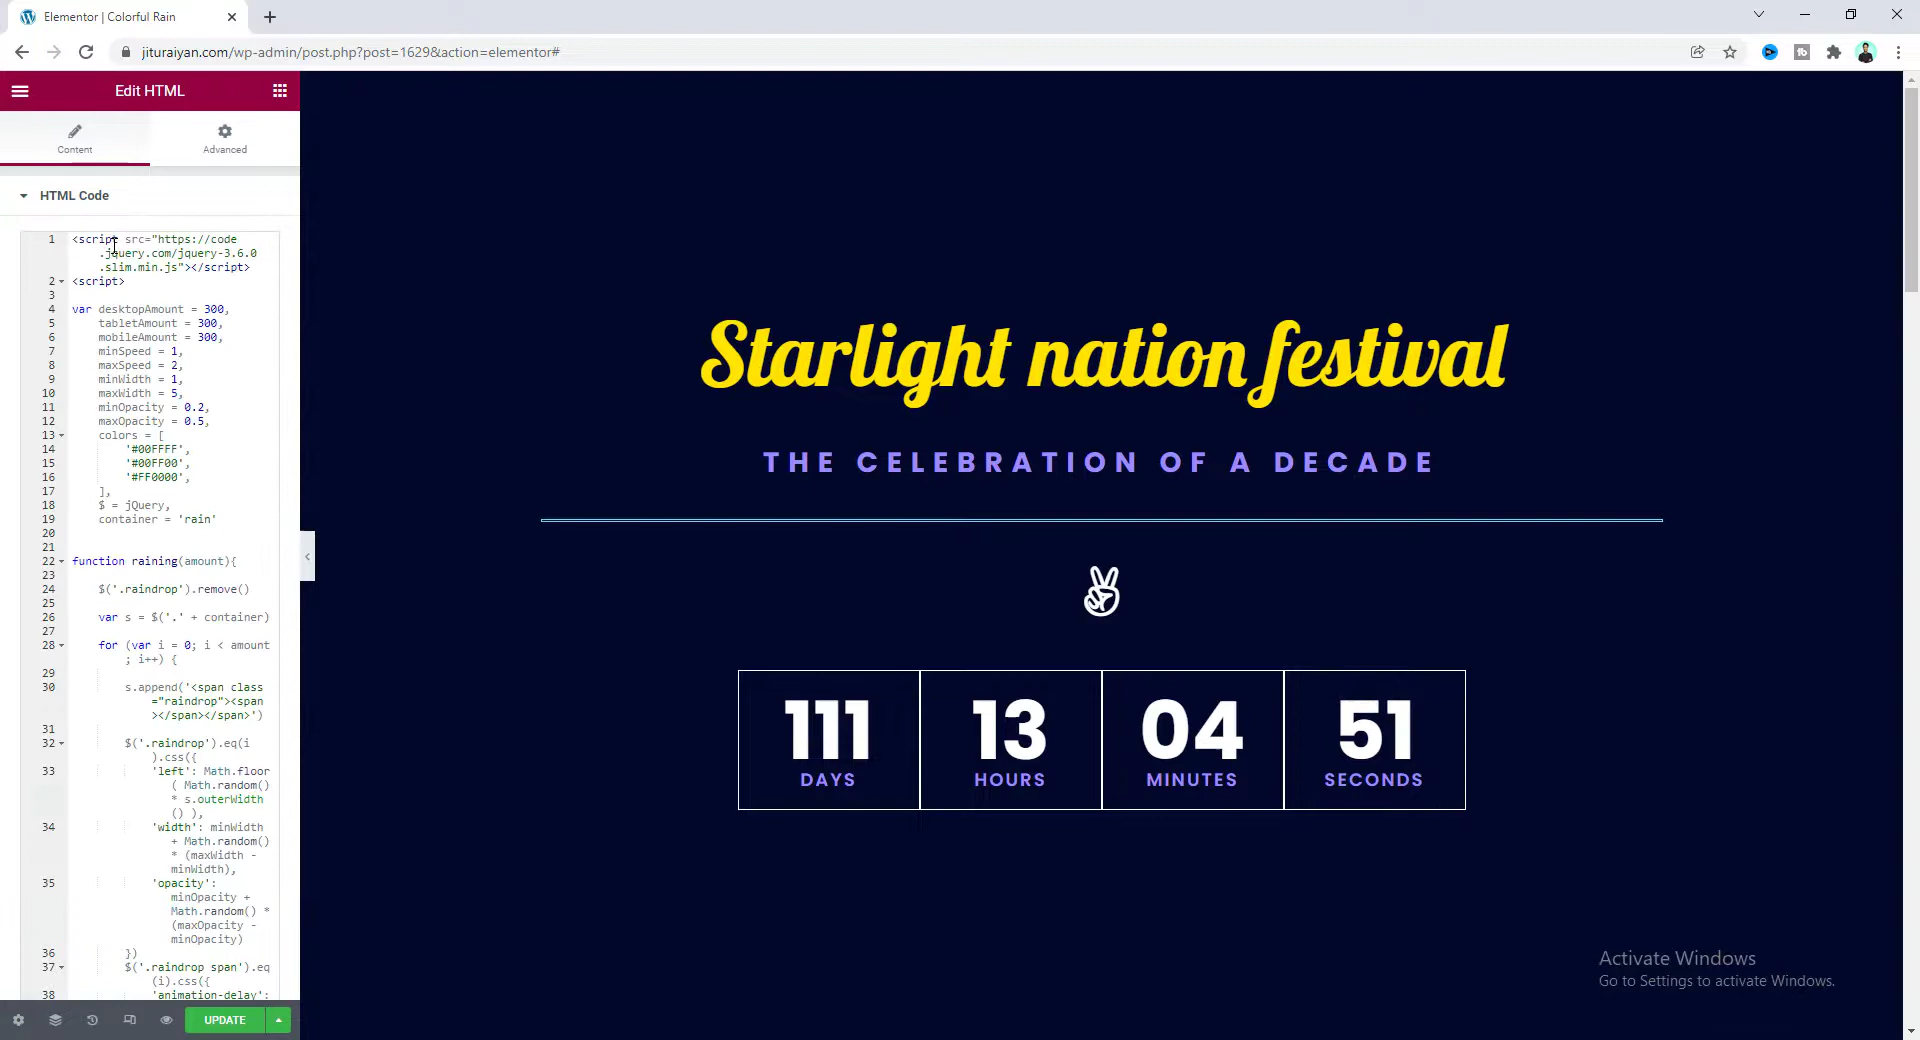 Elementor | Colorful Rain
jituraiyan.com/wp-admin/post.php?post=1629&action=elementor#
Edit HTML
Content
Advanced
HTML Code
1 <script src="https://code
.jquery.com/jquery-3.6.0
.slim.min.js"></script>
2 <script>
3
4 var desktopAmount = 300,
5 tabletAmount = 300,
6 mobileAmount = 300,
7 minSpeed = 1,
8 maxSpeed = 2,
9 minWidth = 1,
10 maxWidth = 5,
11 minOpacity = 0.2,
12 maxOpacity = 0.5,
13 colors = [
14 '#00FFFF',
15 '#00FF00',
16 '#FF0000',
17 ],
18 $ = jQuery,
19 container = 'rain'
20
21
22 function raining(amount){
23
24 $('.raindrop').remove()
25
26 var s = $('.' + container)
27
28 for (var i = 0; i < amount
; i++) {
29
30 s.append('<span class
="raindrop"><span
></span></span>')
31
32 $('.raindrop').eq(i
).css({
33 'left': Math.floor
( Math.random()
* s.outerWidth
() ),
34 'width': minWidth
+ Math.random()
* (maxWidth -
minWidth),
35 'opacity':
minOpacity +
Math.random() *
(maxOpacity -
minOpacity)
36 })
37 $('.raindrop span').eq
(i).css({
38 'animation-delay':
UPDATE
Starlight nation festival
THE CELEBRATION OF A DECADE
111 13 04 51
DAYS HOURS MINUTES SECONDS
Activate Windows
Go to Settings to activate Windows.